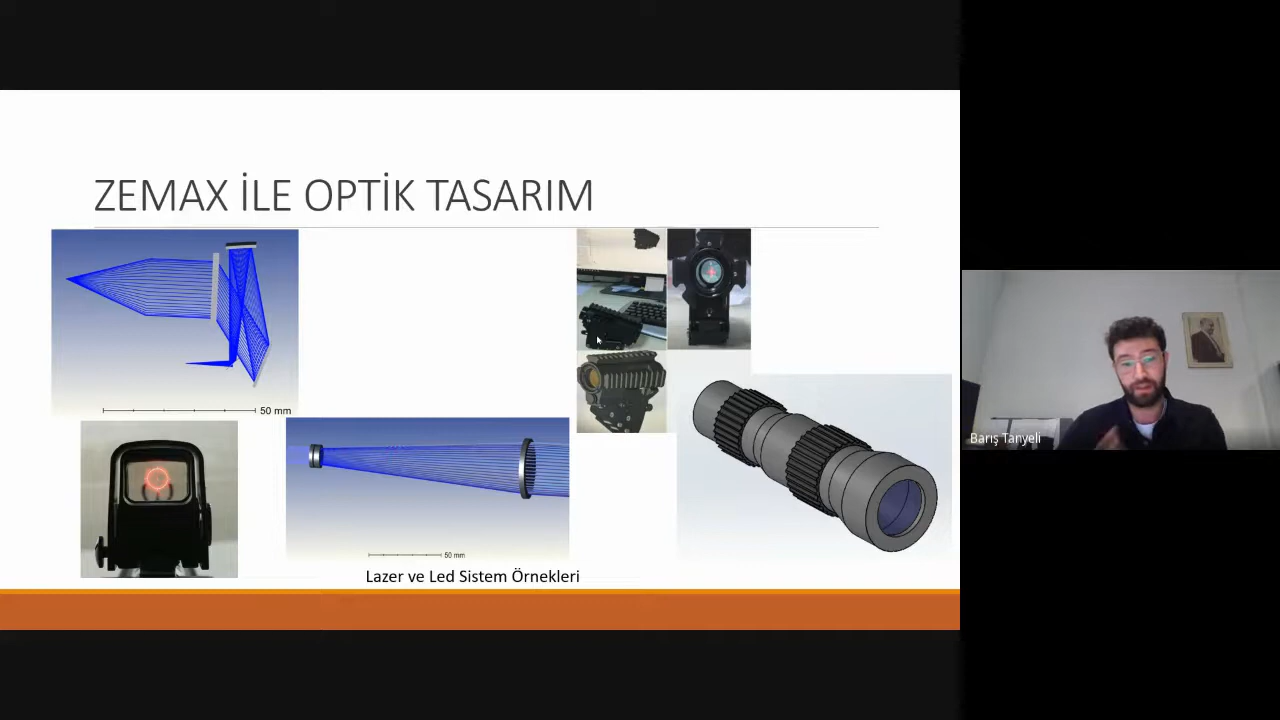 ZEMAX İLE OPTİK TASARIM
50 mm
50 mm
Lazer ve Led Sistem Örnekleri
Barış Tanyeli